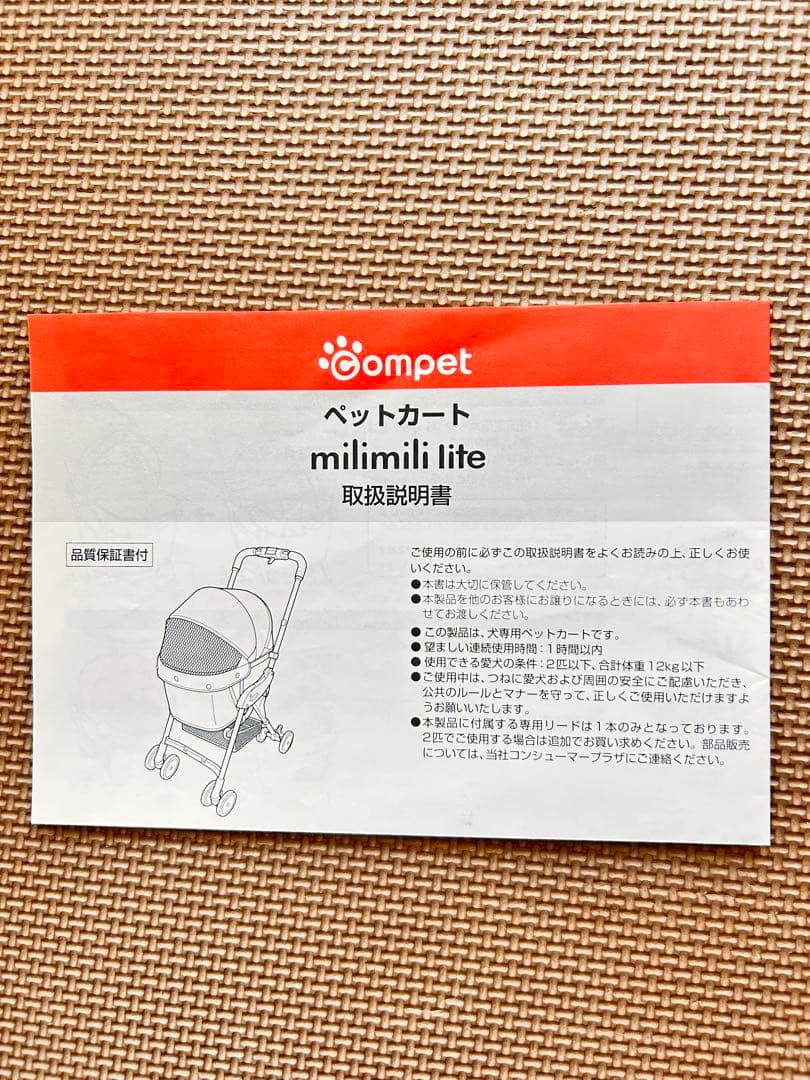 Compet
ペットカート
milimili lite
取扱説明書
品質保証書付
ご使用の前に必ずこの取扱説明書をよくお読みの上、正しくお使
いください。
●本書は大切に保管してください。
●本製品を他のお客様にお譲りになるときには、必ず本書もあわ
せてお渡しください。
● この製品は、犬専用ペットカートです。
● 望ましい連続使用時間：1時間以内
● 使用できる愛犬の条件：2匹以下、合計体重12kg以下
●ご使用中は、つねに愛犬および周囲の安全にご配慮いただき、
公共のルールとマナーを守って、正しくご使用いただけますよ
うお願いいたします。
●本製品に付属する専用リードは1本のみとなっております。
2匹でご使用する場合は追加でお買い求めください。部品販売
については、当社コンシューマープラザにご連絡ください。